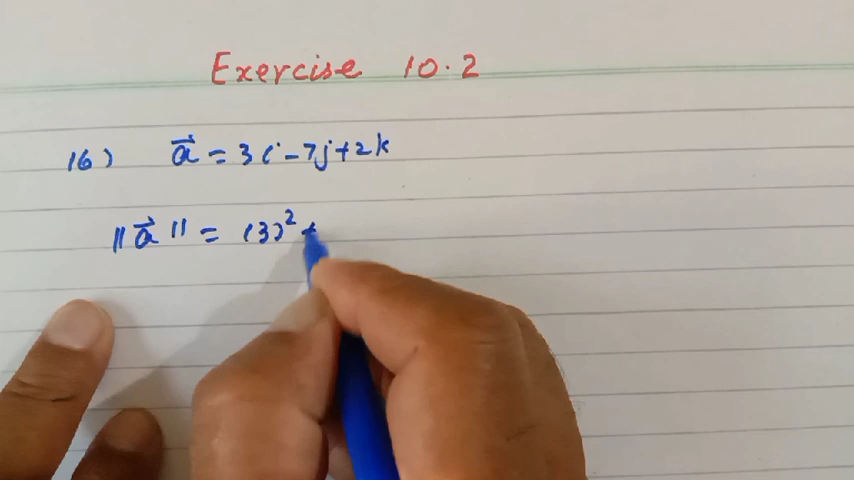 Exercise 10.2
16) a⃗ = 3i - 7j + 2k
||a⃗|| = (3)² +